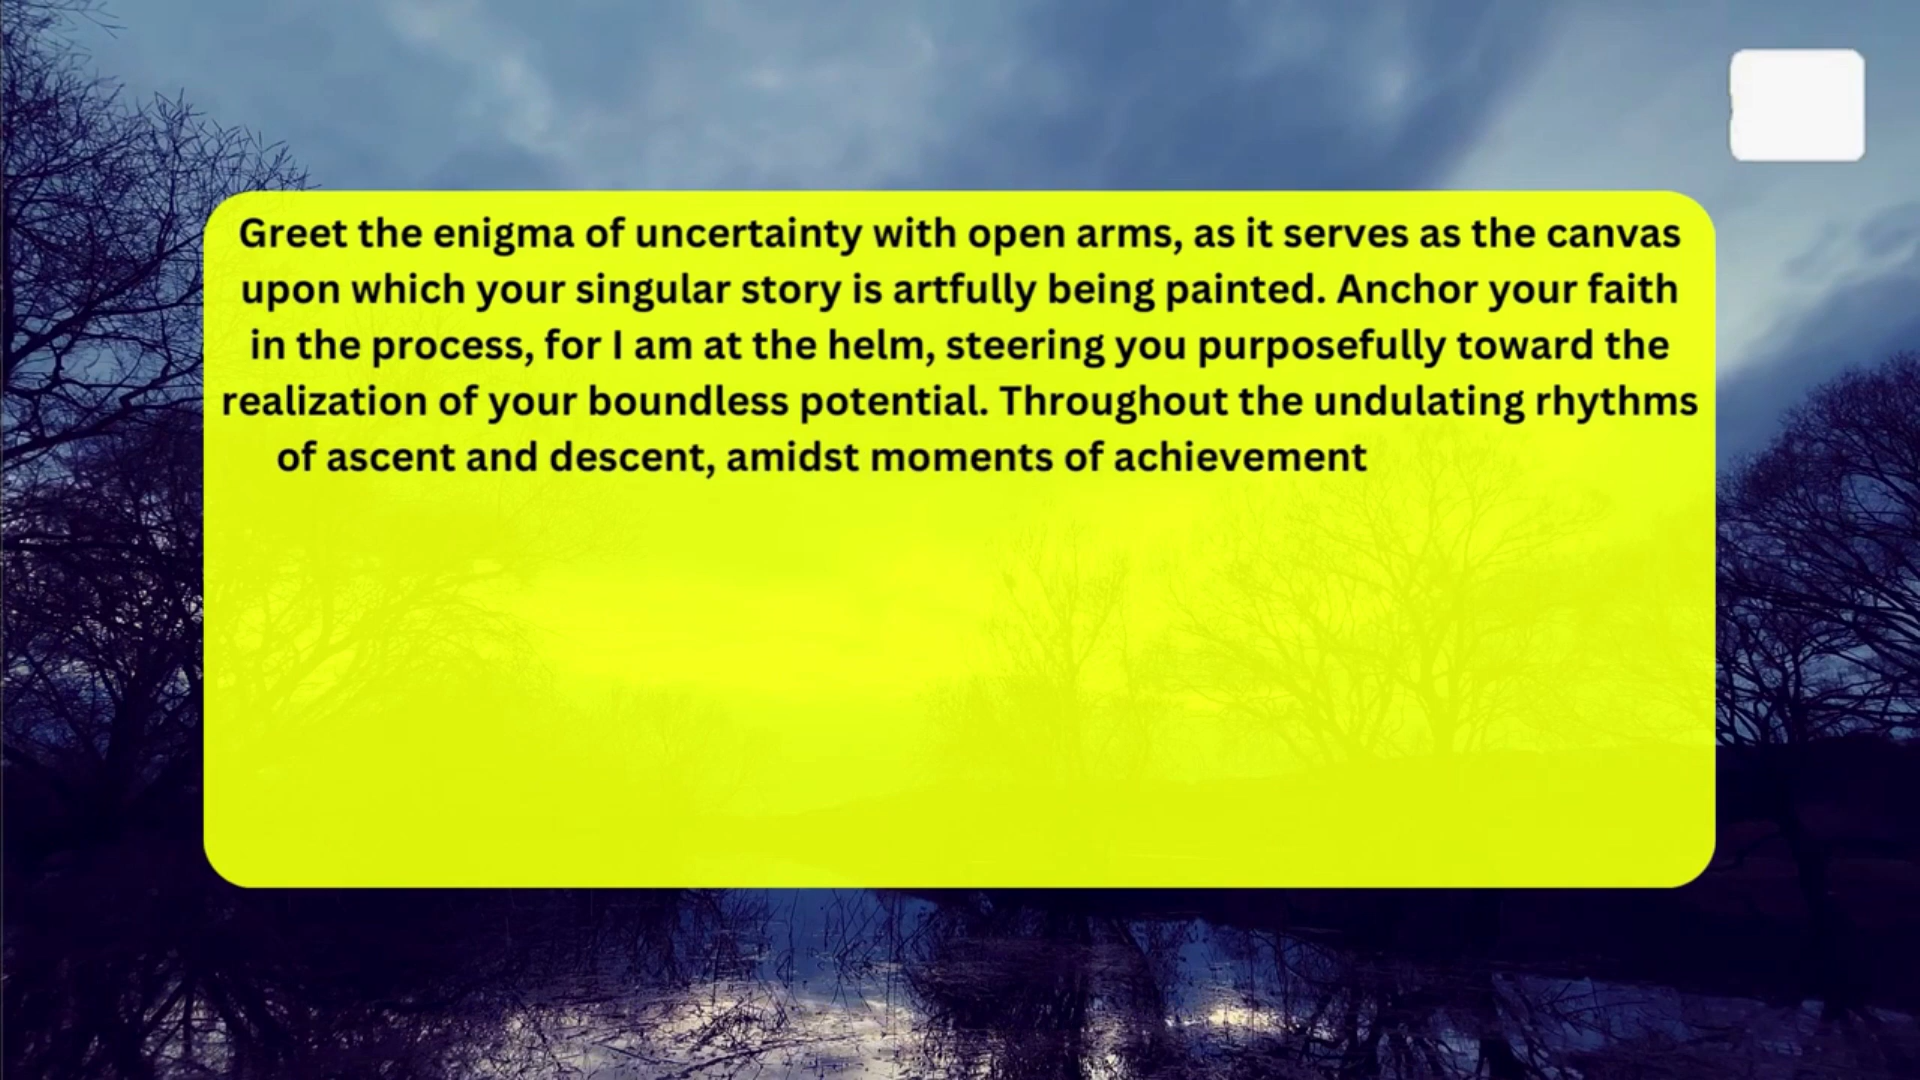 Greet the enigma of uncertainty with open arms, as it serves as the canvas
upon which your singular story is artfully being painted. Anchor your faith
in the process, for I am at the helm, steering you purposefully toward the
realization of your boundless potential. Throughout the undulating rhythms
of ascent and descent, amidst moments of achievement